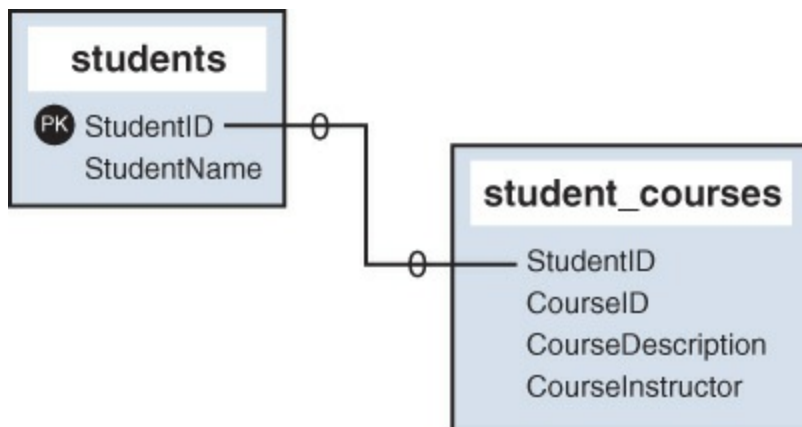 students
PK StudentID
StudentName
student_courses
StudentID
CourseID
CourseDescription
CourseInstructor